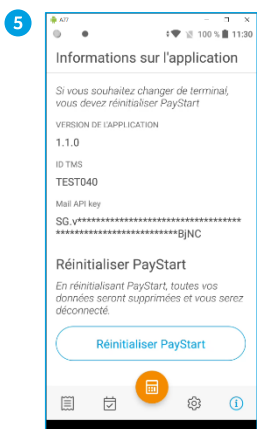 5
A77
100 % 11:30
Informations sur l'application
Si vous souhaitez changer de terminal,
vous devez réinitialiser PayStart
VERSION DE L'APPLICATION
1.1.0
ID TMS
TEST040
Mail API key
SG.v***********************************
**************************BjNC
Réinitialiser PayStart
En réinitialisant PayStart, toutes vos
données seront supprimées et vous serez
déconnecté.
Réinitialiser PayStart